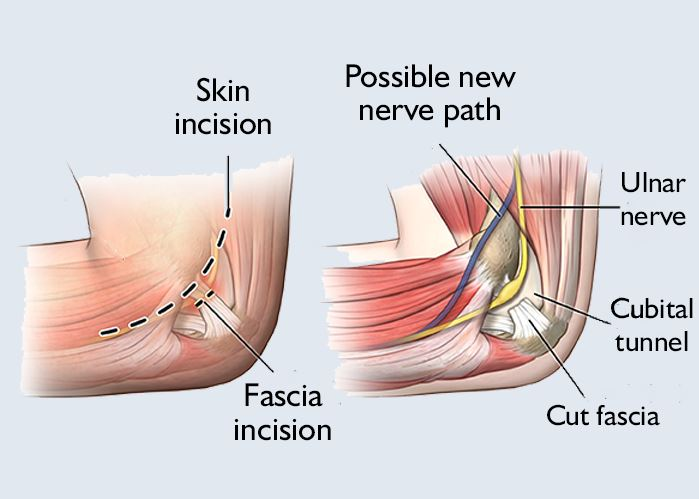 Skin
incision
Possible new
nerve path
Ulnar
nerve
Cubital
tunnel
Fascia
incision
Cut fascia